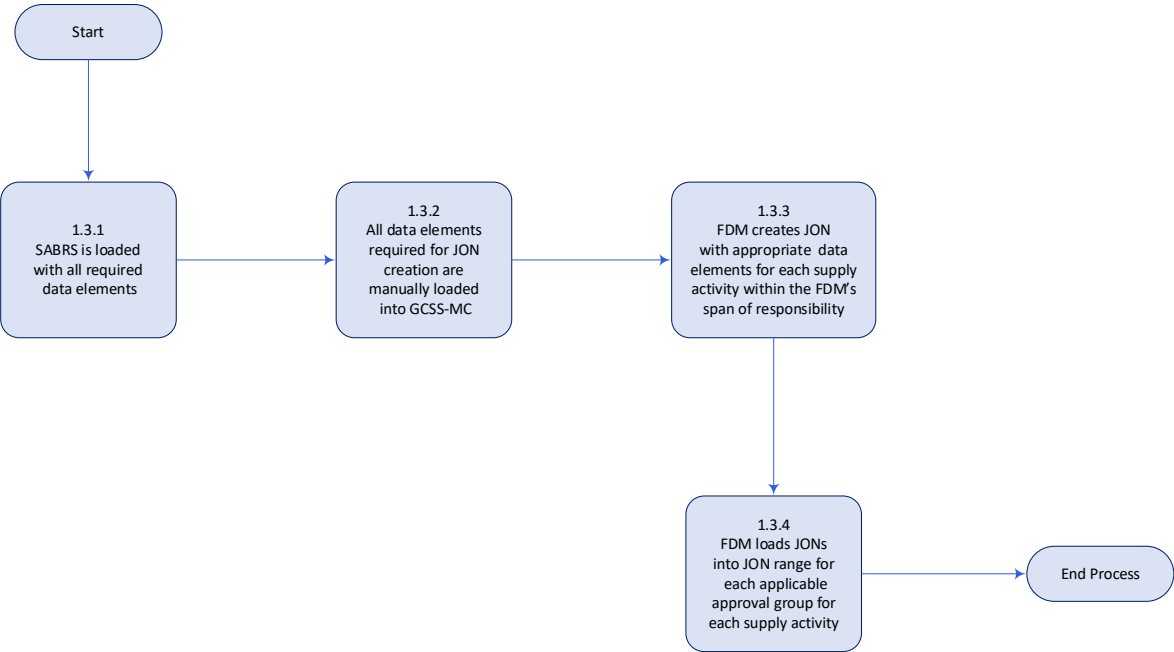 Start
1.3.1
SABRS is loaded
with all required
data elements
1.3.2
All data elements
required for JON
creation are
manually loaded
into GCSS-MC
1.3.3
FDM creates JON
with appropriate data
elements for each supply
activity within the FDM's
span of responsibility
1.3.4
FDM loads JONs
into JON range for
each applicable
approval group for
each supply activity
End Process